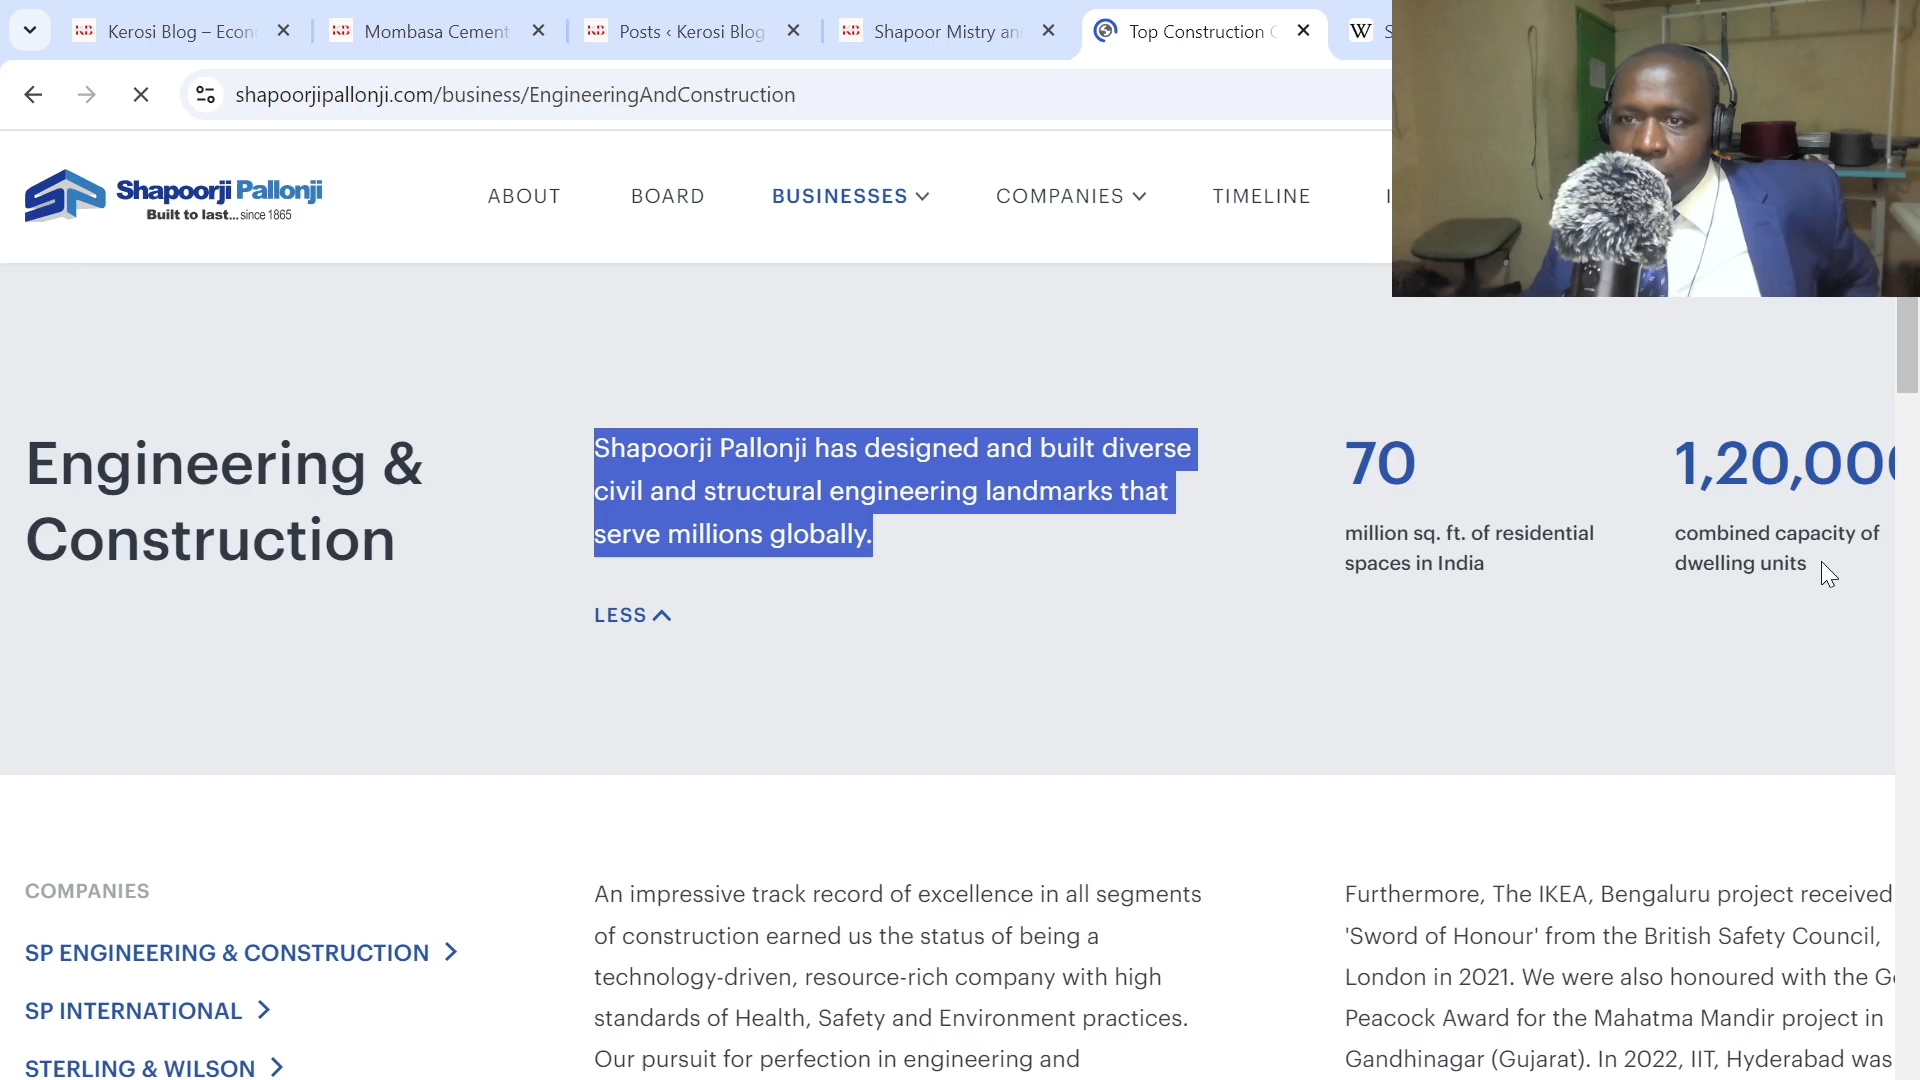 Kerosi Blog – Econ
Mombasa Cement
Posts ‹ Kerosi Blog
Shapoor Mistry an
Top Construction C
W S
shapoorjipallonji.com/business/EngineeringAndConstruction
Shapoorji Pallonji
Built to last...since 1865
ABOUT
BOARD
BUSINESSES
COMPANIES
TIMELINE
Engineering &
Construction
Shapoorji Pallonji has designed and built diverse
civil and structural engineering landmarks that
serve millions globally.
LESS
70
million sq. ft. of residential
spaces in India
1,20,000
combined capacity of
dwelling units
COMPANIES
SP ENGINEERING & CONSTRUCTION
SP INTERNATIONAL
STERLING & WILSON
An impressive track record of excellence in all segments
of construction earned us the status of being a
technology-driven, resource-rich company with high
standards of Health, Safety and Environment practices.
Our pursuit for perfection in engineering and
Furthermore, The IKEA, Bengaluru project received
'Sword of Honour' from the British Safety Council,
London in 2021. We were also honoured with the
Peacock Award for the Mahatma Mandir project in
Gandhinagar (Gujarat). In 2022, IIT, Hyderabad was